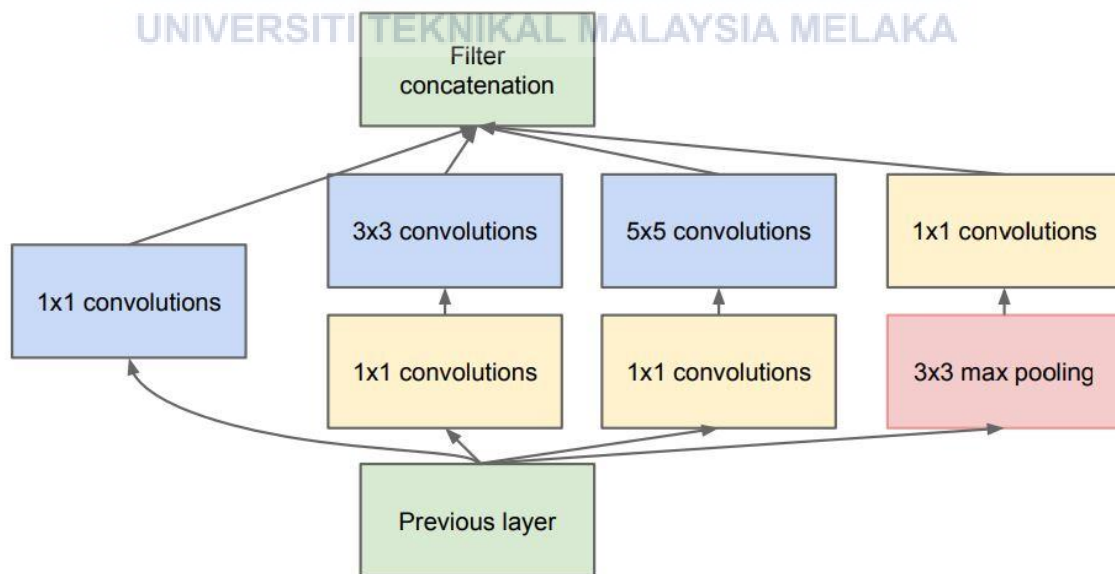 UNIVERSITI TEKNIKAL MALAYSIA MELAKA
Filter
concatenation
3x3 convolutions
5x5 convolutions
1x1 convolutions
1x1 convolutions
1x1 convolutions
1x1 convolutions
3x3 max pooling
Previous layer